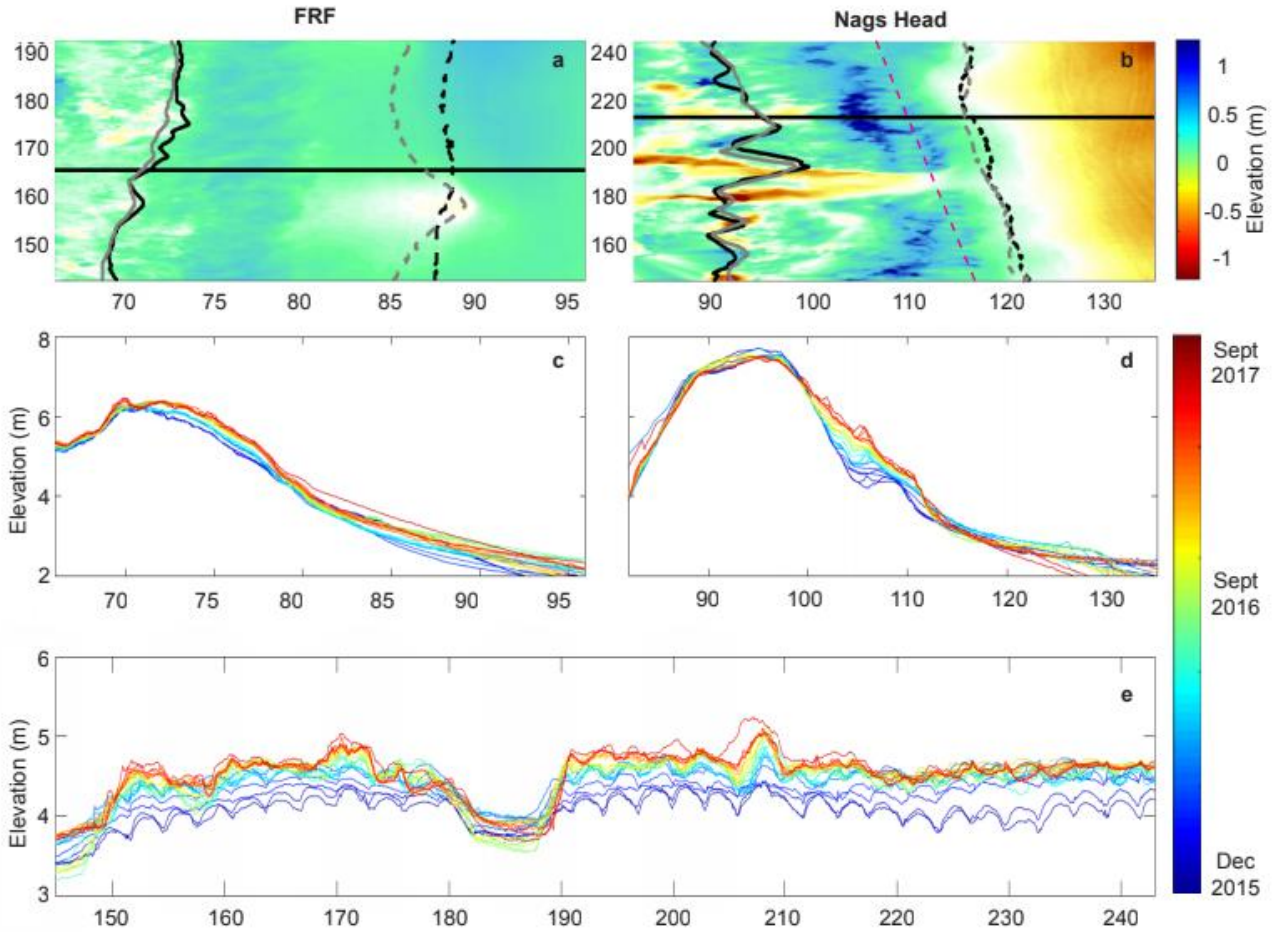 FRF
Nags Head
190
180
170
160
150
a
70 75 80 85 90 95
240
220
200
180
160
b
90 100 110 120 130
1
0.5
0
-0.5
-1
Elevation (m)
8
6
4
2
Elevation (m)
c
70 75 80 85 90 95
d
90 100 110 120 130
Sept
2017
Sept
2016
Dec
2015
6
5
4
3
Elevation (m)
e
150 160 170 180 190 200 210 220 230 240